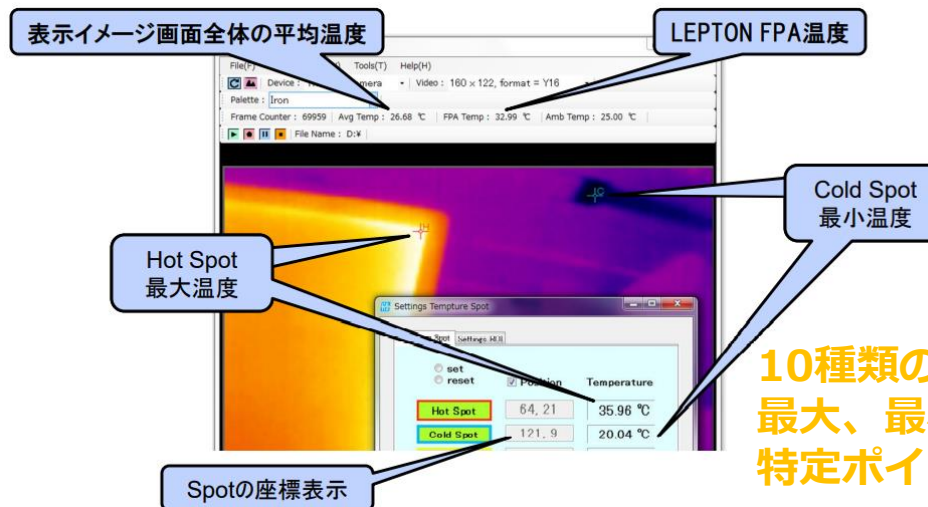 表示イメージ画面全体の平均温度
LEPTON FPA温度
Tools(T) Help(H)
Device : mera Video : 160 x 122, format = Y16
Palette : Iron
Frame Counter : 69959 Avg Temp : 26.68 ℃ FPA Temp : 32.99 ℃ Amb Temp : 25.00 ℃
File Name : D:¥
C
Cold Spot
最小温度
H
Hot Spot
最大温度
Settings Tempture Spot
Spot Settings ROI
set
reset
Position Temperature
Hot Spot 64, 21 35.96 ℃
Cold Spot 121, 9 20.04 ℃
10種類の
最大、最
特定ポイ
Spotの座標表示